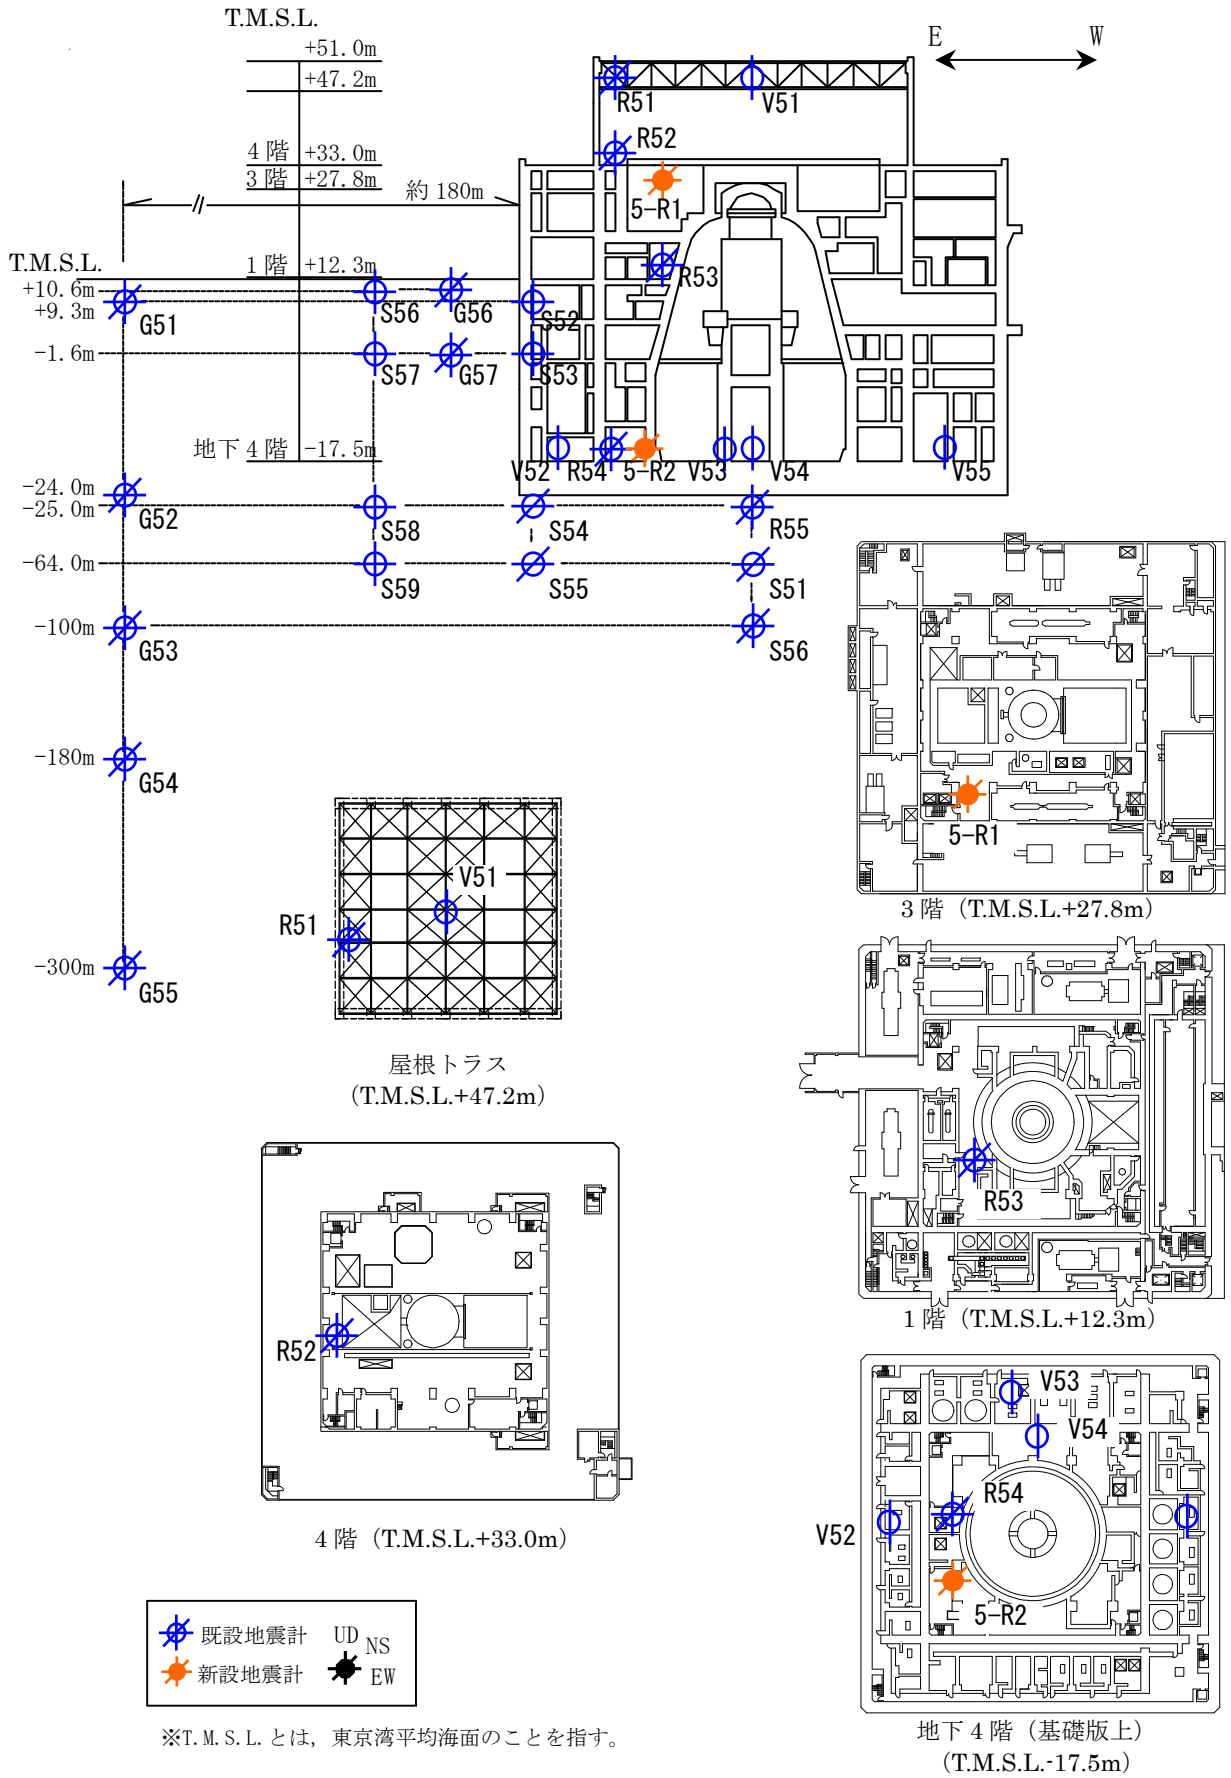 T.M.S.L.
+51.0m
+47.2m
4階 +33.0m
3階 +27.8m
約180m
E W
R51
V51
R52
5-R1
T.M.S.L.
1階 +12.3m
+10.6m
+9.3m
G51
S56
G56
S52
R53
-1.6m
S57
G57
S53
地下4階 -17.5m
V52
R54
5-R2
V53
V54
V55
-24.0m
-25.0m
G52
S58
S54
R55
-64.0m
S59
S55
S51
-100m
G53
S56
-180m
G54
-300m
G55
5-R1
3階 (T.M.S.L.+27.8m)
V51
R51
屋根トラス
(T.M.S.L.+47.2m)
R53
1階 (T.M.S.L.+12.3m)
R52
4階 (T.M.S.L.+33.0m)
V53
V54
R54
V52
5-R2
地下4階 (基礎版上)
(T.M.S.L.-17.5m)
既設地震計 UD NS
新設地震計 EW
※T.M.S.L.とは，東京湾平均海面のことを指す。